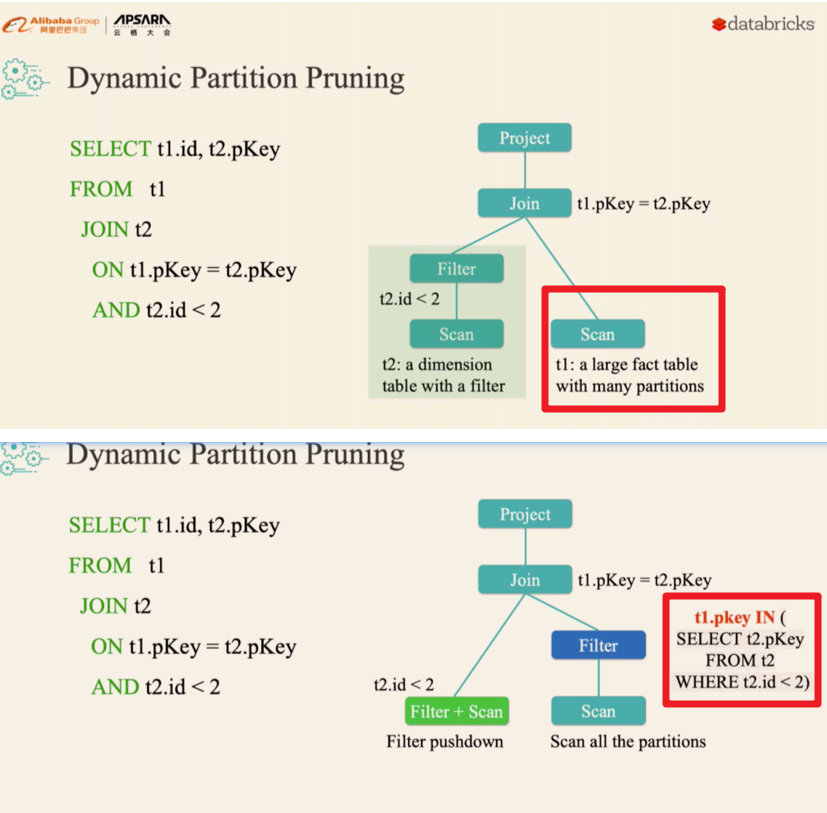 Alibaba Group
阿里巴巴集团
APSARA
云栖大会
databricks
Dynamic Partition Pruning
SELECT t1.id, t2.pKey
FROM t1
JOIN t2
ON t1.pKey = t2.pKey
AND t2.id < 2
Project
Join
t1.pKey = t2.pKey
Filter
t2.id < 2
Scan
t2: a dimension
table with a filter
Scan
t1: a large fact table
with many partitions
Dynamic Partition Pruning
SELECT t1.id, t2.pKey
FROM t1
JOIN t2
ON t1.pKey = t2.pKey
AND t2.id < 2
Project
Join
t1.pKey = t2.pKey
t2.id < 2
Filter + Scan
Filter pushdown
Filter
Scan
Scan all the partitions
t1.pkey IN (
SELECT t2.pKey
FROM t2
WHERE t2.id < 2)